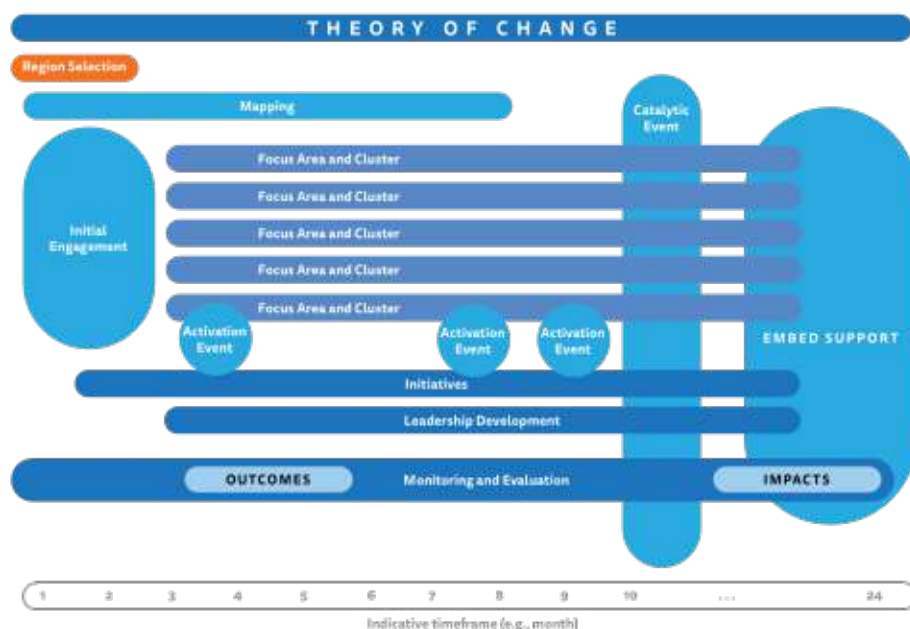 THEORY OF CHANGE
Region Selection
Mapping
Catalytic
Event
Focus Area and Cluster
Focus Area and Cluster
Initial
Engagement
Focus Area and Cluster
Focus Area and Cluster
Focus Area and Cluster
Activation
Event
Activation
Event
Activation
Event
EMBED SUPPORT
Initiatives
Leadership Development
OUTCOMES
Monitoring and Evaluation
IMPACTS
1 2 3 4 5 6 7 8 9 10 ... 24
Indicative timeframe (e.g., month)